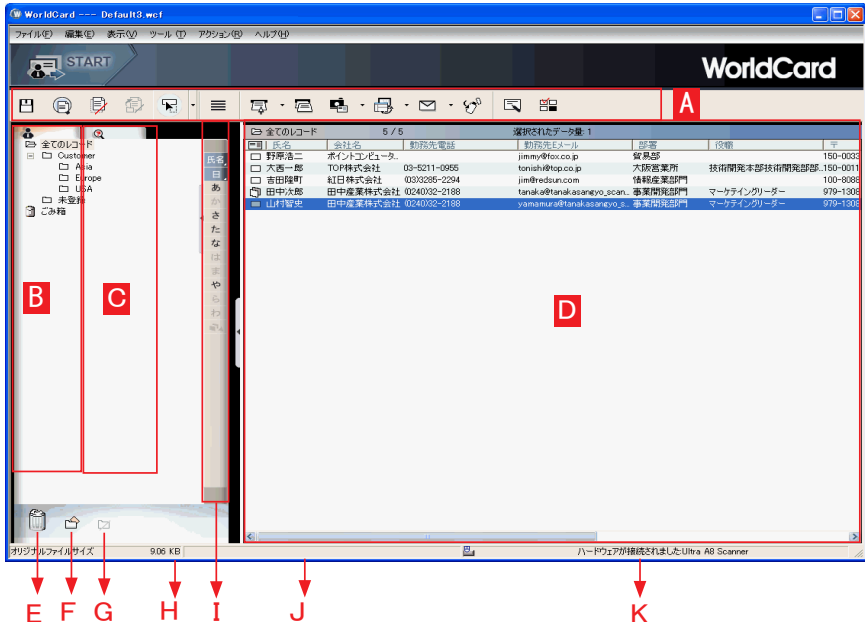 WorldCard --- Default3.wcf
ファイル(F) 編集(E) 表示(V) ツール(T) アクション(R) ヘルプ(H)
START
WorldCard
A
全てのレコード 5 / 5 選択されたデータ量: 1
氏名 会社名 勤務先電話 勤務先Eメール 部署 役職 〒
野原浩二 ポイントコンピュータ.. jimmy@fox.co.jp 貿易部 150-0033
大西一郎 TOP株式会社 03-5211-0955 tonishi@top.co.jp 大阪営業所 技術開発本部技術開発部部.. 150-0011
吉田隆町 紅日株式会社 (03)3285-2294 jim@redsun.com 情報産業部門 100-8088
田中次郎 田中産業株式会社 (0240)32-2188 tanaka@tanakasangyo_scan.. 事業開発部門 マーケテイングリーダー 979-1308
山村智史 田中産業株式会社 (0240)32-2188 yamamura@tanakasangyo_s.. 事業開発部門 マーケテイングリーダー 979-1308
全てのレコード
Customer
Asia
Europe
USA
未登録
ごみ箱
氏名
日
あ
か
さ
た
な
は
ま
や
ら
わ
B
C
D
オリジナルファイルサイズ 9.06 KB ハードウェアが接続されました:Ultra A8 Scanner
E F G H I J K